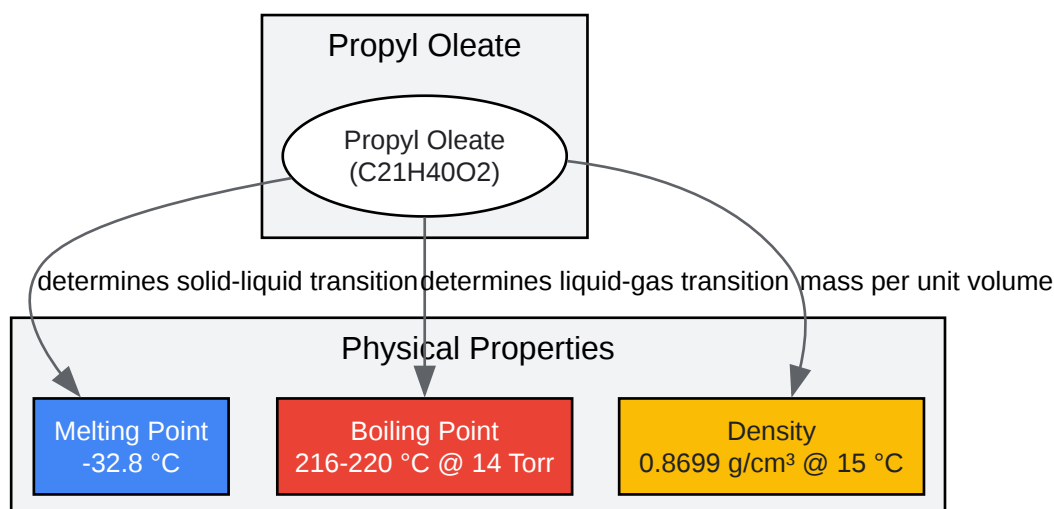 Propyl Oleate
Propyl Oleate
(C21H40O2)
determines solid-liquid transition
determines liquid-gas transition
mass per unit volume
Physical Properties
Melting Point
-32.8 °C
Boiling Point
216-220 °C @ 14 Torr
Density
0.8699 g/cm³ @ 15 °C